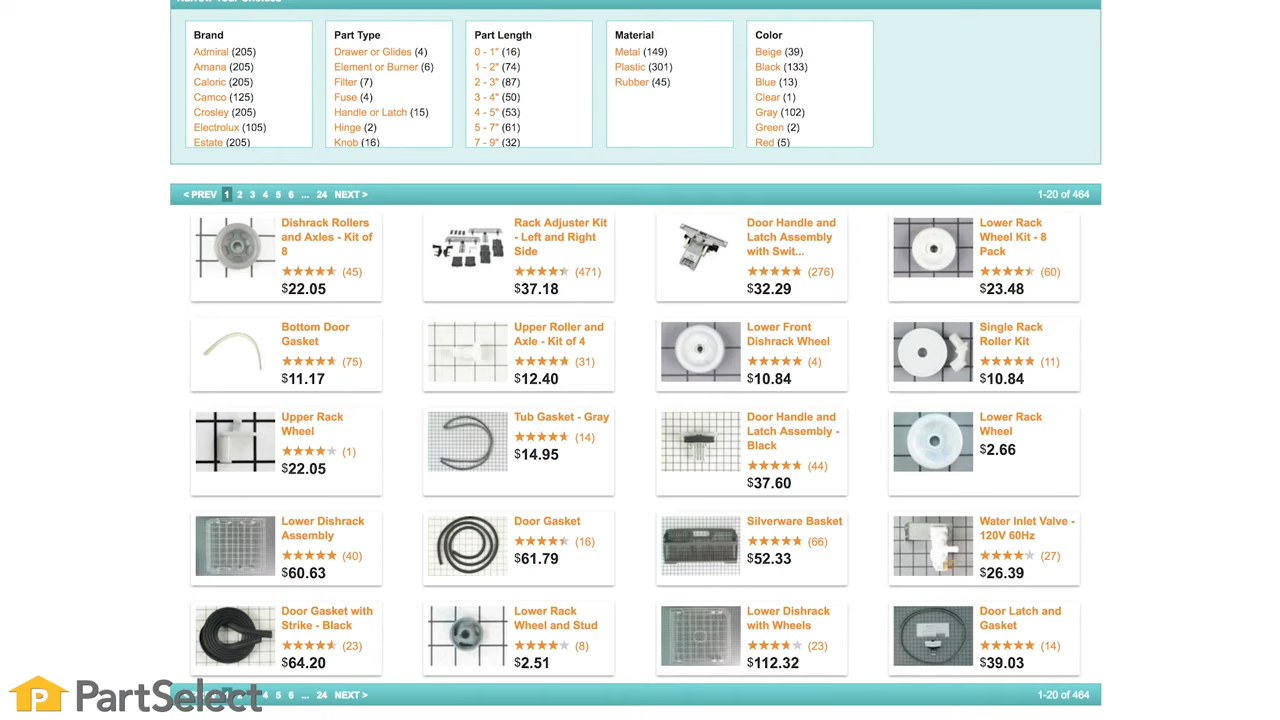 Narrow Your Choices
Brand
Admiral (205)
Amana (205)
Caloric (205)
Camco (125)
Crosley (205)
Electrolux (105)
Estate (205)
Part Type
Drawer or Glides (4)
Element or Burner (6)
Filter (7)
Fuse (4)
Handle or Latch (15)
Hinge (2)
Knob (16)
Part Length
0 - 1" (16)
1 - 2" (74)
2 - 3" (87)
3 - 4" (50)
4 - 5" (53)
5 - 7" (61)
7 - 9" (32)
Material
Metal (149)
Plastic (301)
Rubber (45)
Color
Beige (39)
Black (133)
Blue (13)
Clear (1)
Gray (102)
Green (2)
Red (5)
< PREV 1 2 3 4 5 6 ... 24 NEXT >
1-20 of 464
Dishrack Rollers
and Axles - Kit of
8
(45)
$22.05
Rack Adjuster Kit
- Left and Right
Side
(471)
$37.18
Door Handle and
Latch Assembly
with Swit...
(276)
$32.29
Lower Rack
Wheel Kit - 8
Pack
(60)
$23.48
Bottom Door
Gasket
(75)
$11.17
Upper Roller and
Axle - Kit of 4
(31)
$12.40
Lower Front
Dishrack Wheel
(4)
$10.84
Single Rack
Roller Kit
(11)
$10.84
Upper Rack
Wheel
(1)
$22.05
Tub Gasket - Gray
(14)
$14.95
Door Handle and
Latch Assembly -
Black
(44)
$37.60
Lower Rack
Wheel
$2.66
Lower Dishrack
Assembly
(40)
$60.63
Door Gasket
(16)
$61.79
Silverware Basket
(66)
$52.33
Water Inlet Valve -
120V 60Hz
(27)
$26.39
Door Gasket with
Strike - Black
(23)
$64.20
Lower Rack
Wheel and Stud
(8)
$2.51
Lower Dishrack
with Wheels
(23)
$112.32
Door Latch and
Gasket
(14)
$39.03
PartSelect
4 5 6 ... 24 NEXT >
1-20 of 464